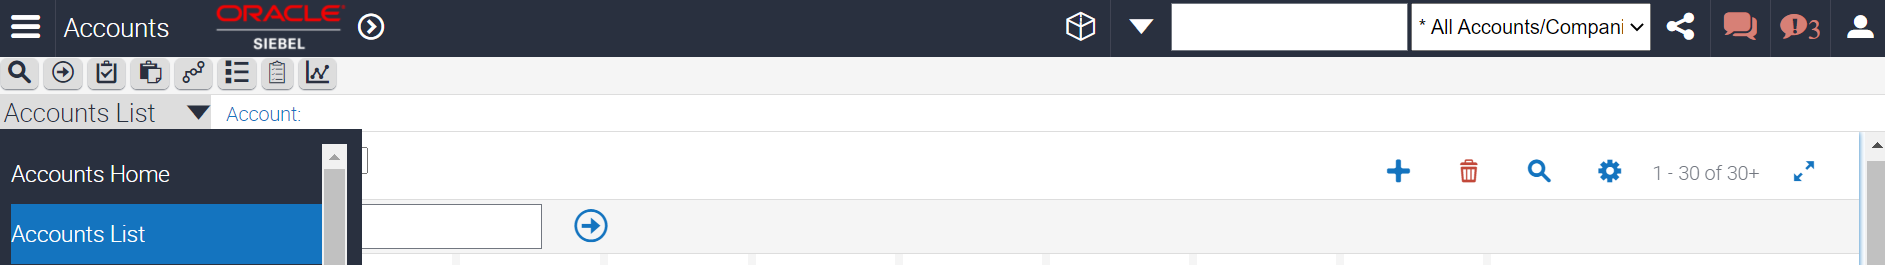 Accounts
ORACLE
SIEBEL
* All Accounts/Compani
3
Accounts List
Account:
Accounts Home
1 - 30 of 30+
Accounts List